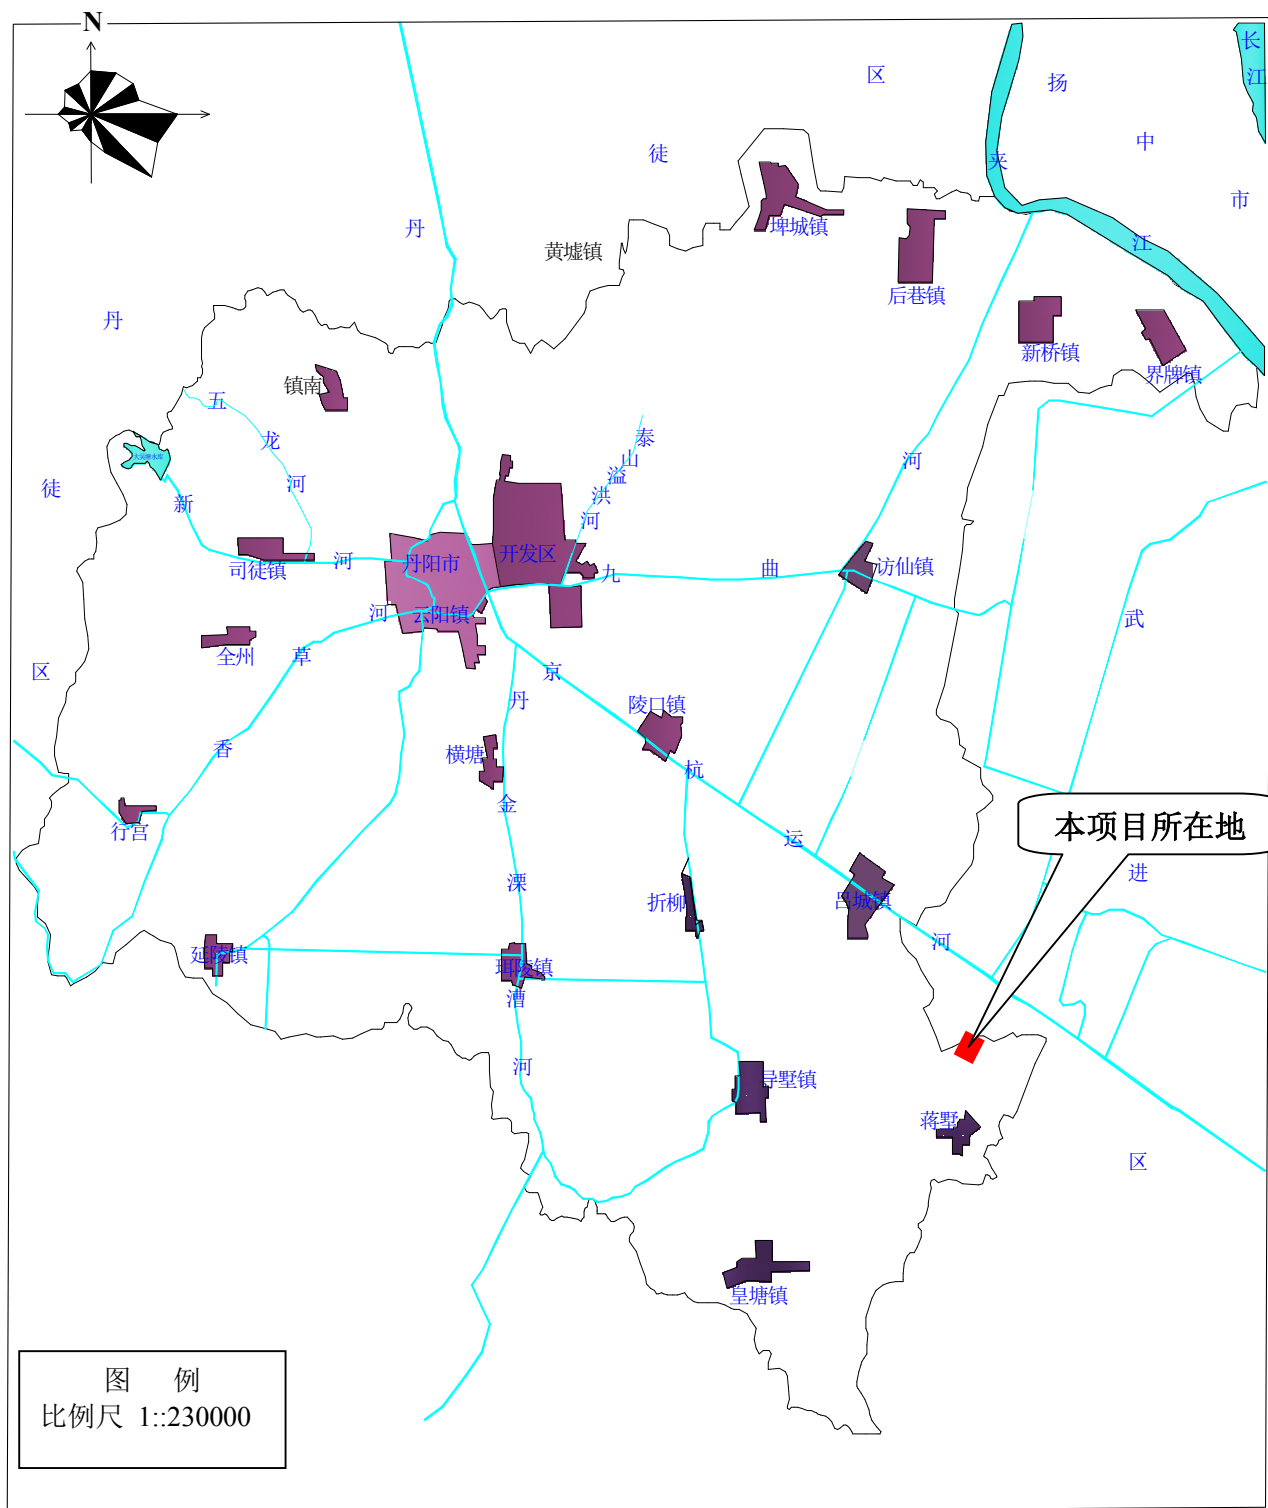 N
长江
区
扬中市
夹江
徒
丹
埤城镇
黄墟镇
后巷镇
丹
新桥镇
界牌镇
镇南
五龙河
泰山溢洪河
大吴塘水库
徒
新河
河
丹阳市
开发区
九曲
访仙镇
司徒镇
云阳镇
武
全州
香草河
区
京杭运河
丹金溧漕河
陵口镇
横塘
行宫
本项目所在地
进
折柳
吕城镇
延陵镇
珥陵镇
导墅镇
蒋墅
区
皇塘镇
图 例
比例尺 1::230000